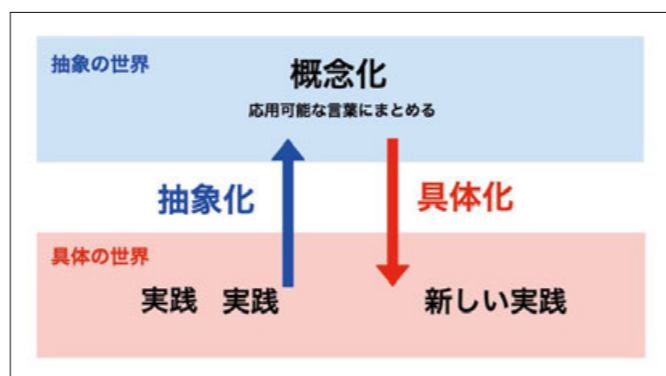 抽象の世界
概念化
応用可能な言葉にまとめる
抽象化
具体化
具体の世界
実践 実践
新しい実践